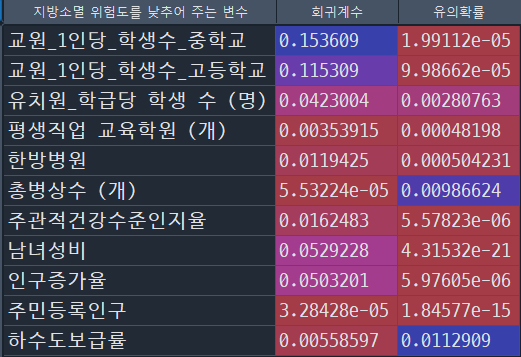 지방소멸 위험도를 낮추어 주는 변수 회귀계수 유의확률
교원_1인당_학생수_중학교 0.153609 1.99112e-05
교원_1인당_학생수_고등학교 0.115309 9.98662e-05
유치원_학급당 학생 수 (명) 0.0423004 0.00280763
평생직업 교육학원 (개) 0.00353915 0.00048198
한방병원 0.0119425 0.000504231
총병상수 (개) 5.53224e-05 0.00986624
주관적건강수준인지율 0.0162483 5.57823e-06
남녀성비 0.0529228 4.31532e-21
인구증가율 0.0503201 5.97605e-06
주민등록인구 3.28428e-05 1.84577e-15
하수도보급률 0.00558597 0.0112909